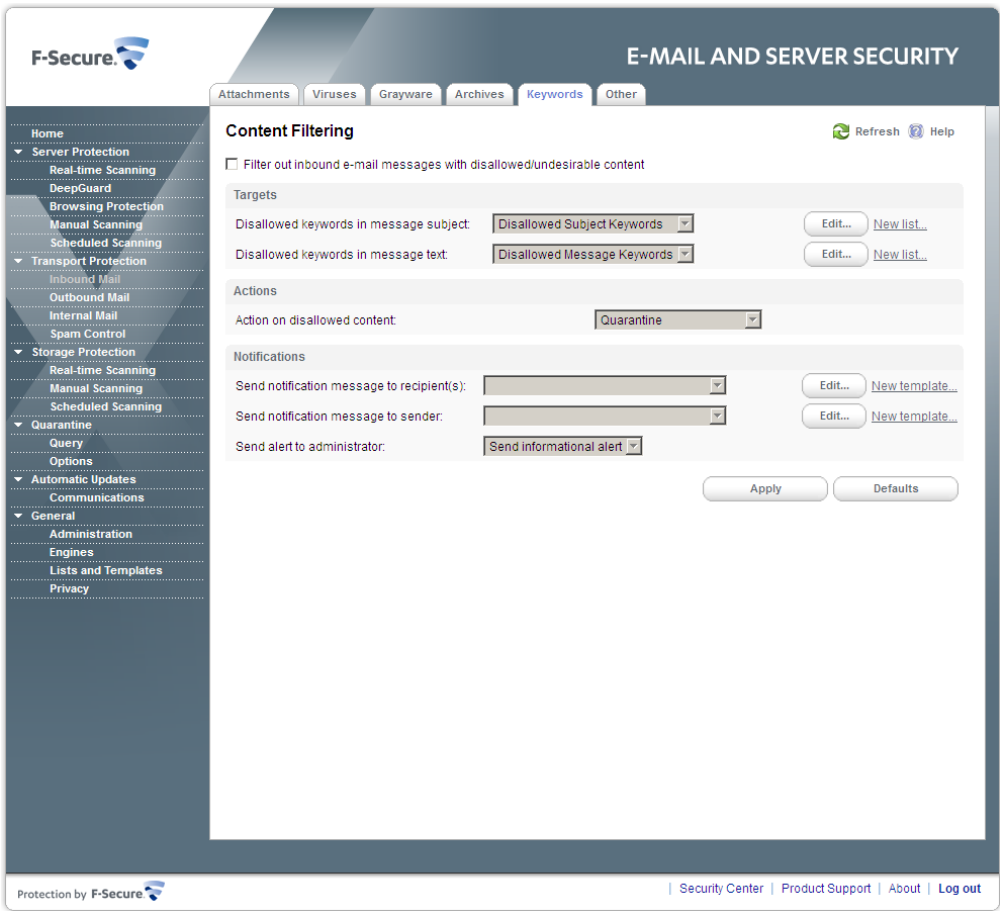 F-Secure.
E-MAIL AND SERVER SECURITY
Attachments Viruses Grayware Archives Keywords Other
Home
Server Protection
Real-time Scanning
DeepGuard
Browsing Protection
Manual Scanning
Scheduled Scanning
Transport Protection
Inbound Mail
Outbound Mail
Internal Mail
Spam Control
Storage Protection
Real-time Scanning
Manual Scanning
Scheduled Scanning
Quarantine
Query
Options
Automatic Updates
Communications
General
Administration
Engines
Lists and Templates
Privacy
Content Filtering
Refresh Help
Filter out inbound e-mail messages with disallowed/undesirable content
Targets
Disallowed keywords in message subject: Disallowed Subject Keywords Edit... New list...
Disallowed keywords in message text: Disallowed Message Keywords Edit... New list...
Actions
Action on disallowed content: Quarantine
Notifications
Send notification message to recipient(s): Edit... New template...
Send notification message to sender: Edit... New template...
Send alert to administrator: Send informational alert
Apply Defaults
Protection by F-Secure.
| Security Center | Product Support | About | Log out